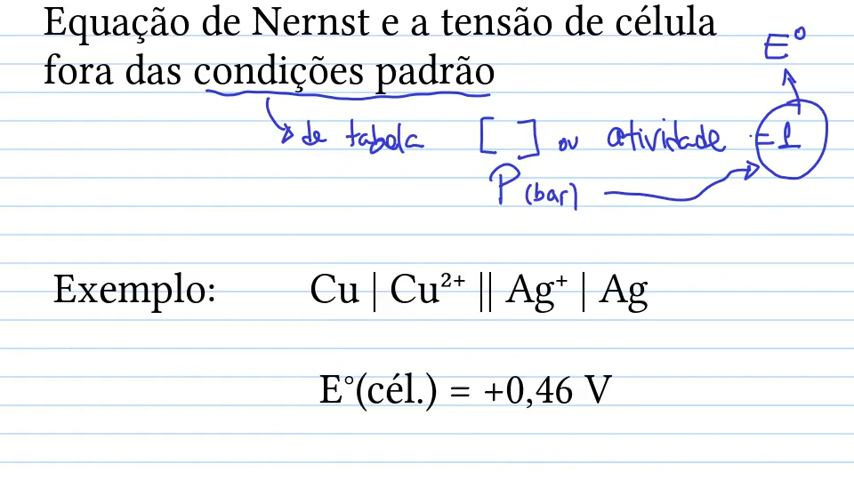 Equação de Nernst e a tensão de célula
fora das condições padrão
E°
de tabela [ ] ou atividade = 1
P(bar)
Exemplo: Cu | Cu²⁺ || Ag⁺ | Ag
E°(cél.) = +0,46 V